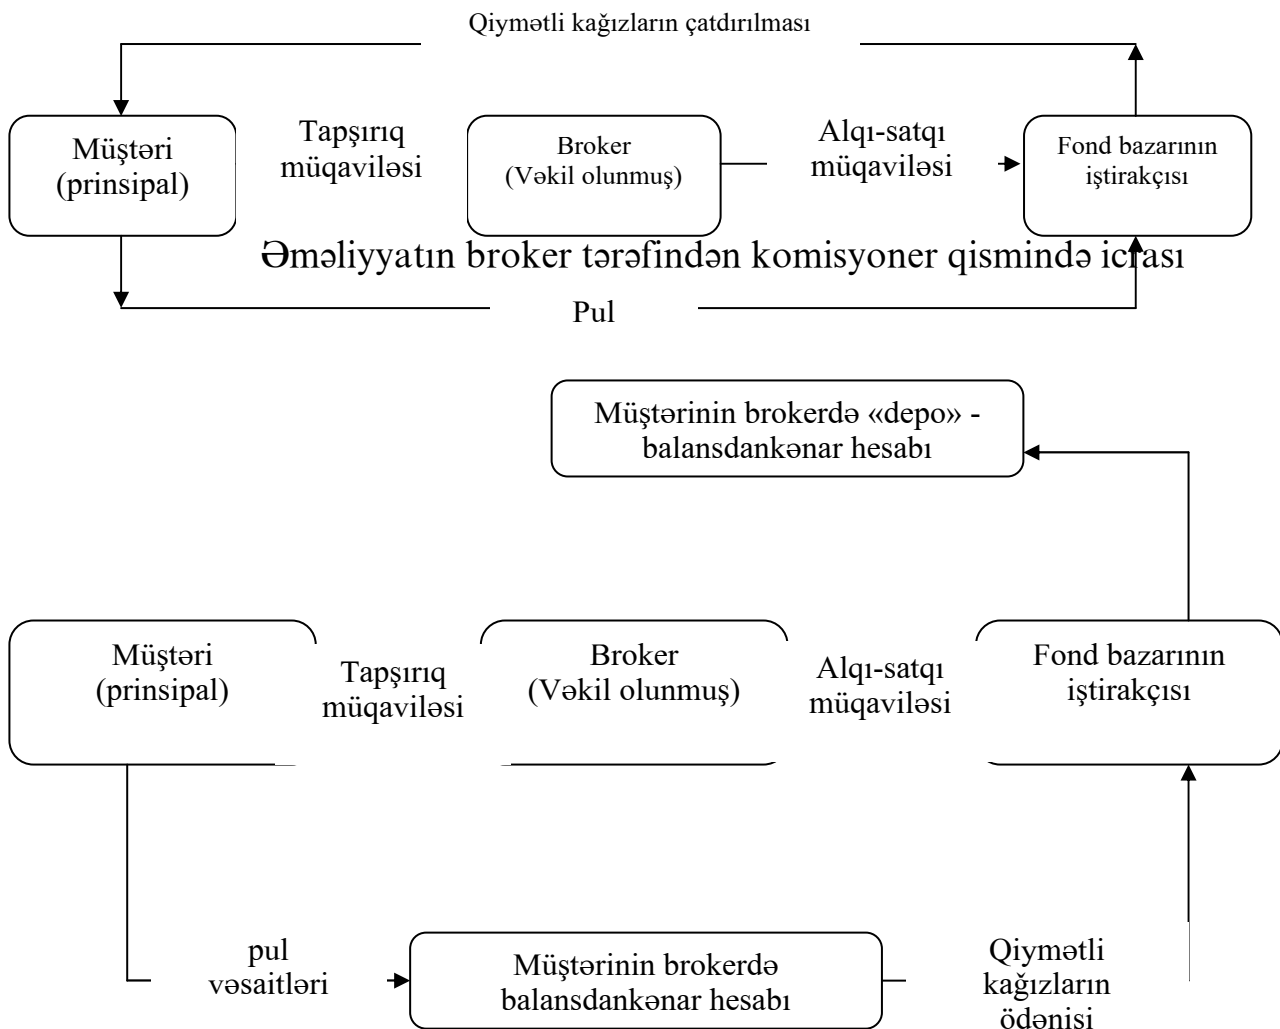 Qiymətli kağızların çatdırılması
Müştəri
(prinsipal)
Tapşırıq
müqaviləsi
Broker
(Vəkil olunmuş)
Alqı-satqı
müqaviləsi
Fond bazarının
iştirakçısı
Əməliyyatın broker tərəfindən komisyoner qismində icrası
Pul
Müştərinin brokerdə «depo» -
balansdankənar hesabı
Müştəri
(prinsipal)
Tapşırıq
müqaviləsi
Broker
(Vəkil olunmuş)
Alqı-satqı
müqaviləsi
Fond bazarının
iştirakçısı
pul
vəsaitləri
Müştərinin brokerdə
balansdankənar hesabı
Qiymətli
kağızların
ödənisi